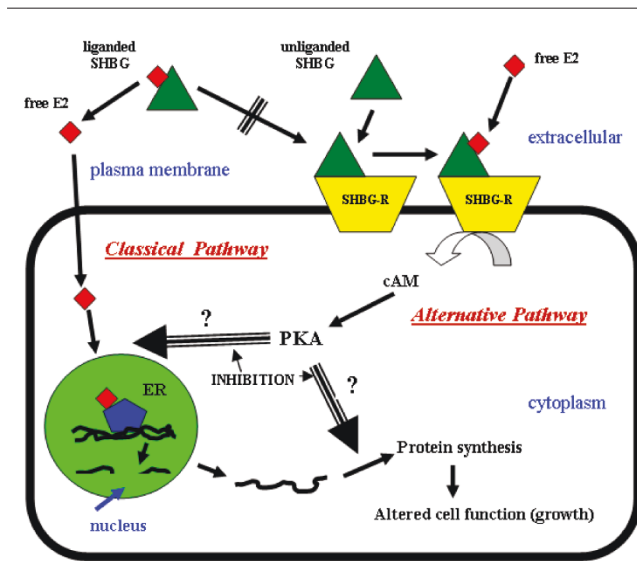 liganded
SHBG
unliganded
SHBG
free E2
free E2
extracellular
plasma membrane
SHBG-R
SHBG-R
Classical Pathway
cAM
Alternative Pathway
?
PKA
?
INHIBITION
ER
cytoplasm
Protein synthesis
nucleus
Altered cell function (growth)